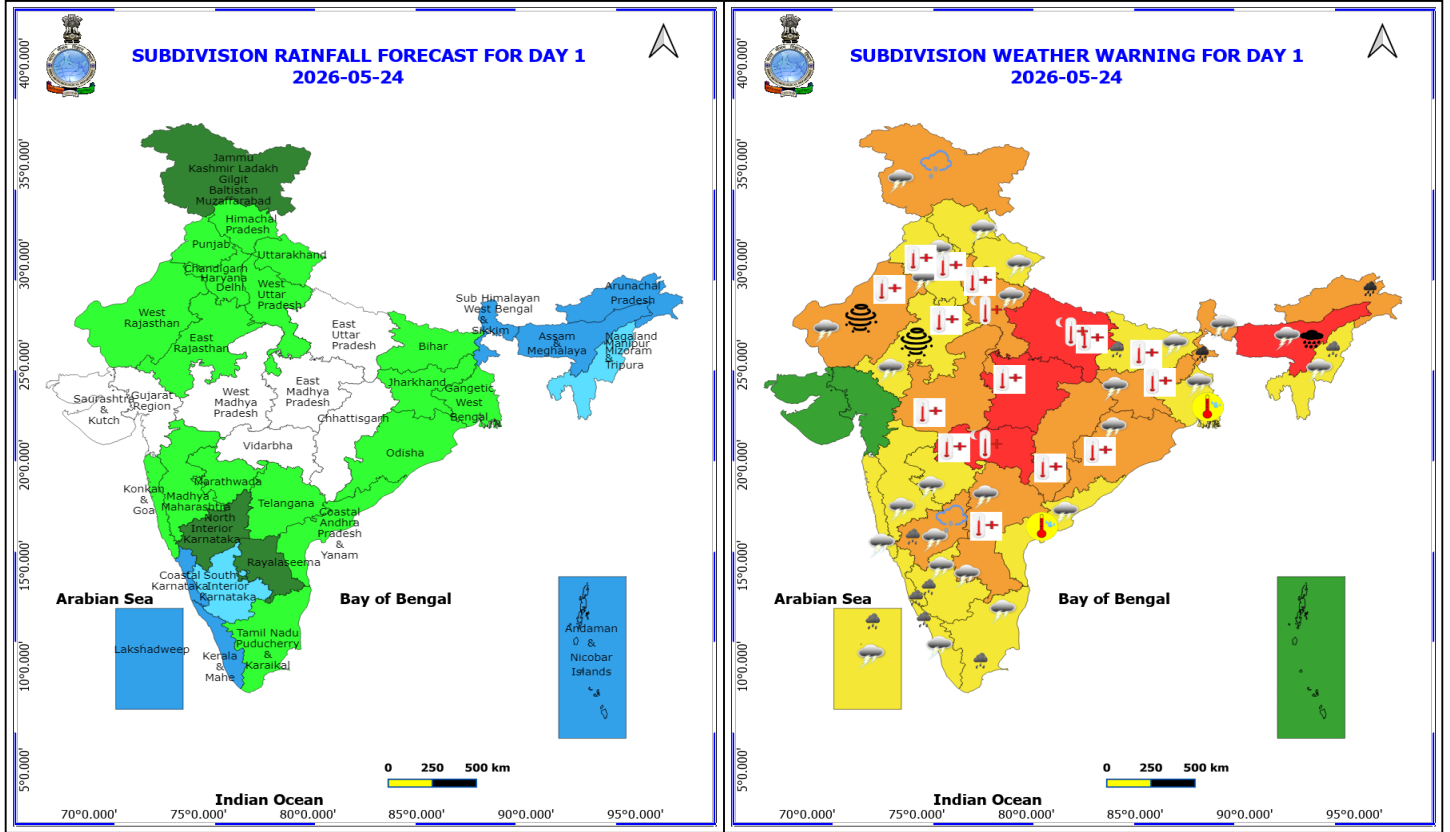 SUBDIVISION RAINFALL FORECAST FOR DAY 1
2026-05-24
40°0.000'
35°0.000'
30°0.000'
25°0.000'
20°0.000'
15°0.000'
10°0.000'
5°0.000'
Jammu
Kashmir Ladakh
Gilgit
Baltistan
Muzaffarabad
Himachal
Pradesh
Punjab
Uttarakhand
Chandigarh
Haryana
Delhi
West
Uttar
Pradesh
West
Rajasthan
East
Rajasthan
East
Uttar
Pradesh
Sub Himalayan
West Bengal
&
Sikkim
Arunachal
Pradesh
Assam
&
Meghalaya
Nagaland
Manipur
Mizoram
&
Tripura
Bihar
Jharkhand
Gangetic
West
Bengal
Saurashtra
&
Kutch
Gujarat
Region
West
Madhya
Pradesh
East
Madhya
Pradesh
Chhattisgarh
Vidarbha
Odisha
Konkan
&
Goa
Marathwada
Madhya
Maharashtra
Telangana
North
Interior
Karnataka
Coastal
Andhra
Pradesh
&
Yanam
Rayalaseema
Coastal
Karnataka
South
Interior
Karnataka
Arabian Sea
Bay of Bengal
Lakshadweep
Kerala
&
Mahe
Tamil Nadu
Puducherry
&
Karaikal
Andaman
&
Nicobar
Islands
0 250 500 km
Indian Ocean
70°0.000' 75°0.000' 80°0.000' 85°0.000' 90°0.000' 95°0.000'
SUBDIVISION WEATHER WARNING FOR DAY 1
2026-05-24
40°0.000'
35°0.000'
30°0.000'
25°0.000'
20°0.000'
15°0.000'
10°0.000'
5°0.000'
Arabian Sea
Bay of Bengal
0 250 500 km
Indian Ocean
70°0.000' 75°0.000' 80°0.000' 85°0.000' 90°0.000' 95°0.000'